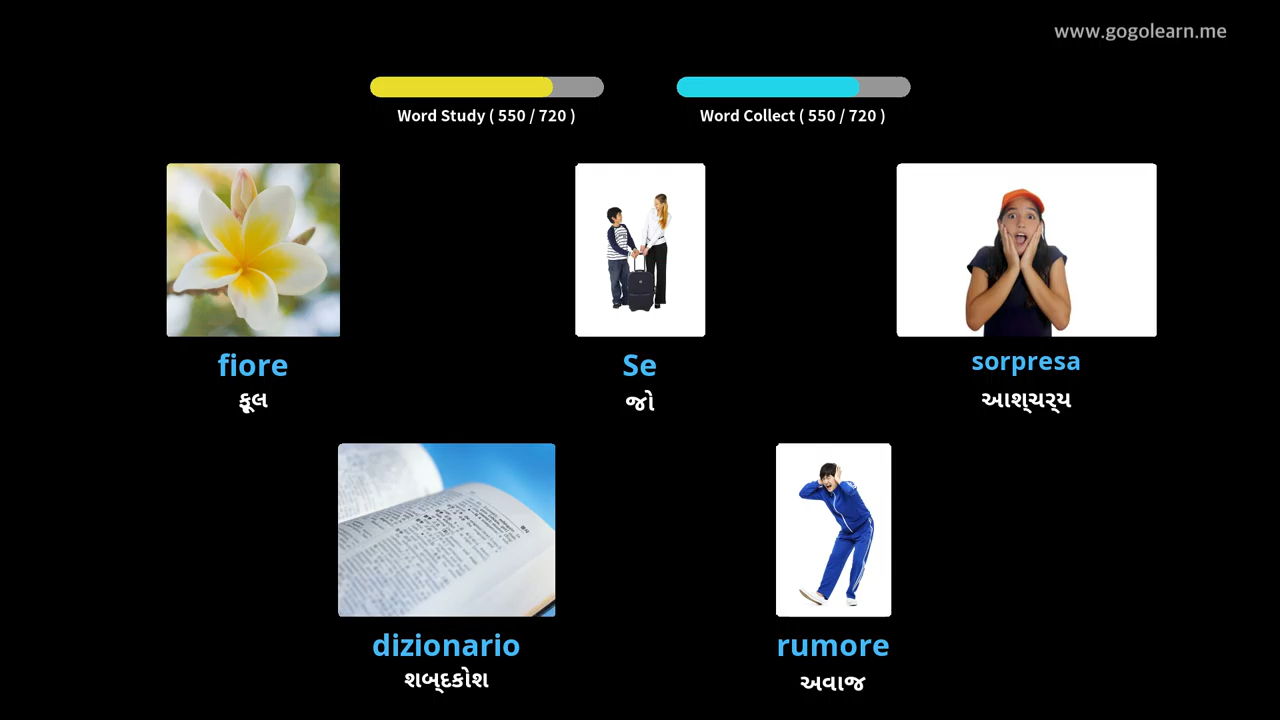 www.gogolearn.me
Word Study ( 550 / 720 )
Word Collect ( 550 / 720 )
fiore
ફૂલ
Se
જો
sorpresa
આશ્ચર્ય
dizionario
શબ્દકોશ
rumore
અવાજ